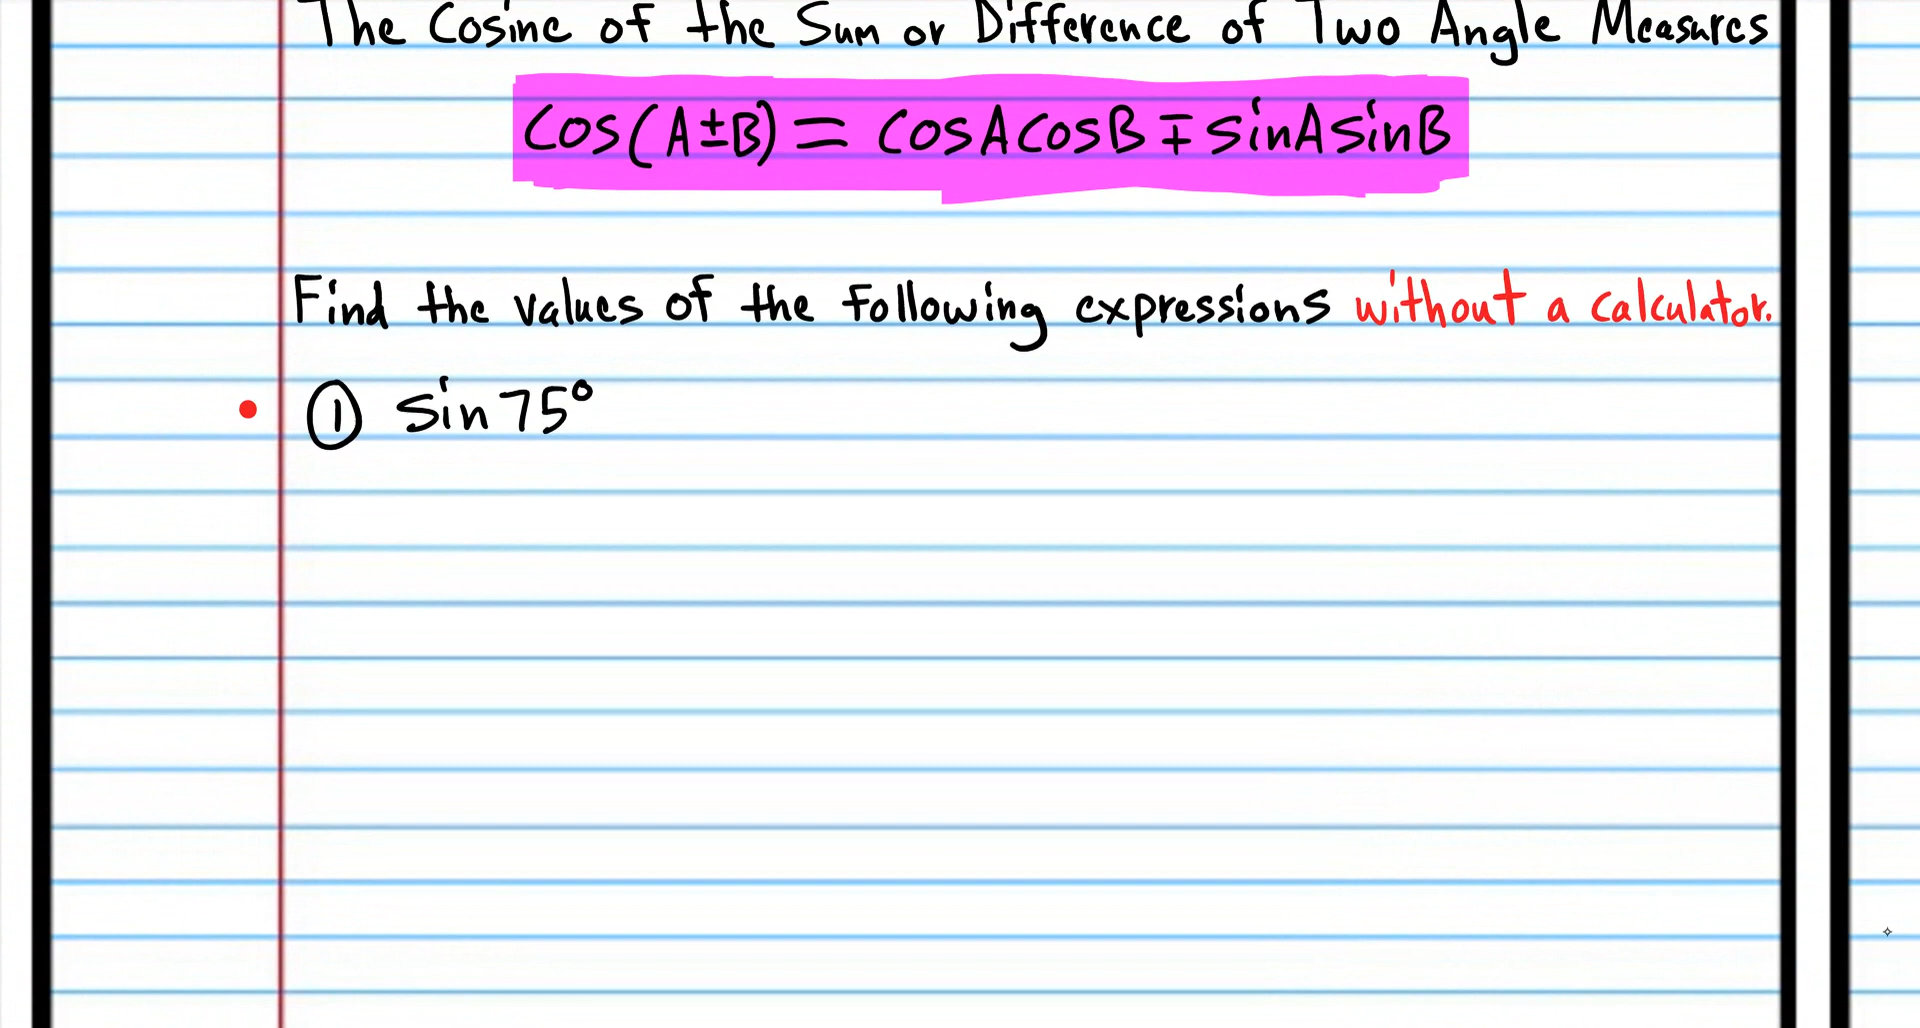 The Cosine of the Sum or Difference of Two Angle Measures
Cos(A±B) = CosACosB ∓ sinAsinB
Find the values of the following expressions without a calculator.
① Sin 75°